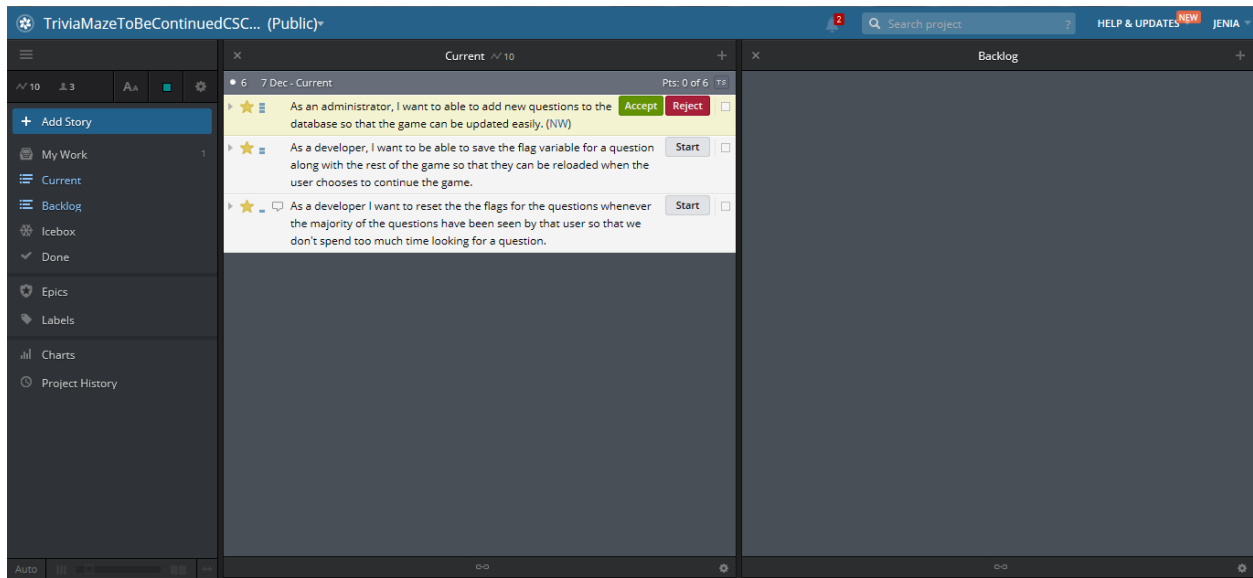 TriviaMazeToBeContinuedCSC... (Public)
2
Search project
?
HELP & UPDATES
NEW
JENIA
10
3
AA
Add Story
My Work
1
Current
Backlog
Icebox
Done
Epics
Labels
Charts
Project History
Auto
Current 10
6 7 Dec - Current
Pts: 0 of 6 TS
As an administrator, I want to able to add new questions to the
database so that the game can be updated easily. (NW)
Accept
Reject
As a developer, I want to be able to save the flag variable for a question
along with the rest of the game so that they can be reloaded when the
user chooses to continue the game.
Start
As a developer I want to reset the the flags for the questions whenever
the majority of the questions have been seen by that user so that we
don't spend too much time looking for a question.
Start
Backlog